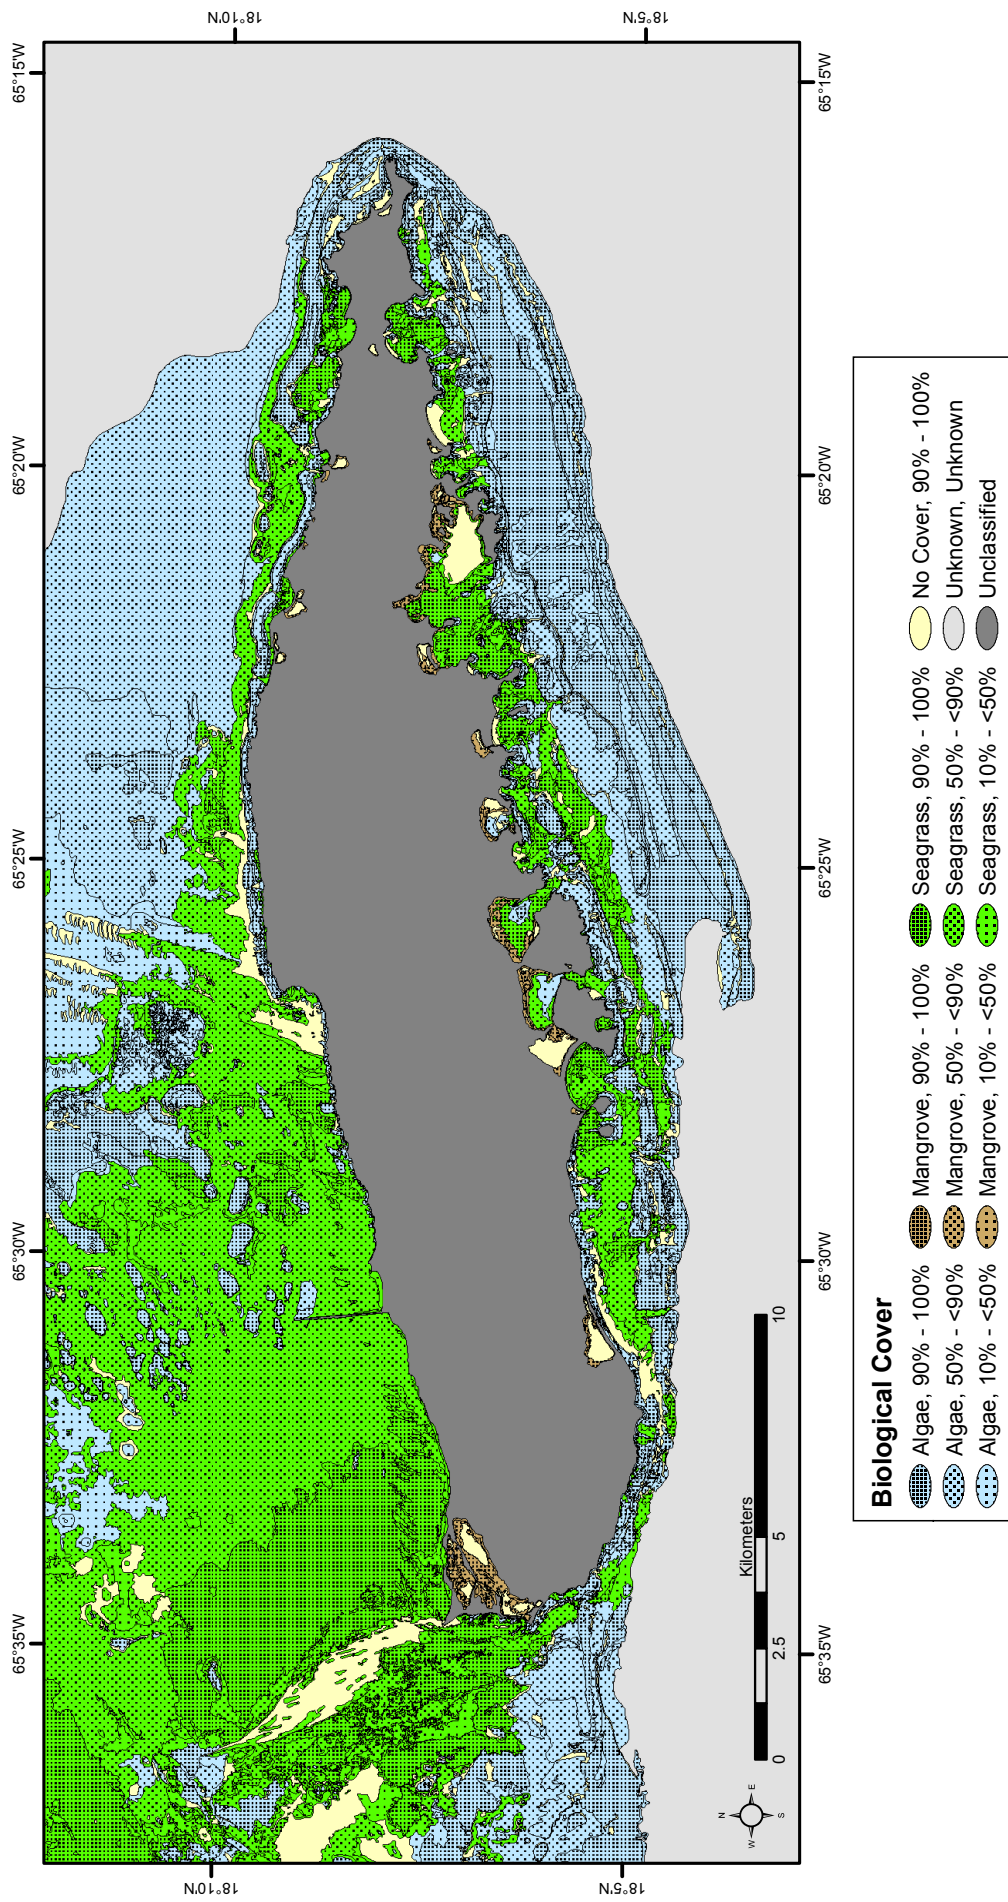 65°35'W
65°30'W
65°25'W
65°20'W
65°15'W
18°10'N
18°5'N
18°10'N
18°5'N
N
W
E
S
Kilometers
0
2.5
5
10
65°35'W
65°30'W
65°25'W
65°20'W
65°15'W
Biological Cover
Algae, 90% - 100%
Algae, 50% - <90%
Algae, 10% - <50%
Mangrove, 90% - 100%
Mangrove, 50% - <90%
Mangrove, 10% - <50%
Seagrass, 90% - 100%
Seagrass, 50% - <90%
Seagrass, 10% - <50%
No Cover, 90% - 100%
Unknown, Unknown
Unclassified